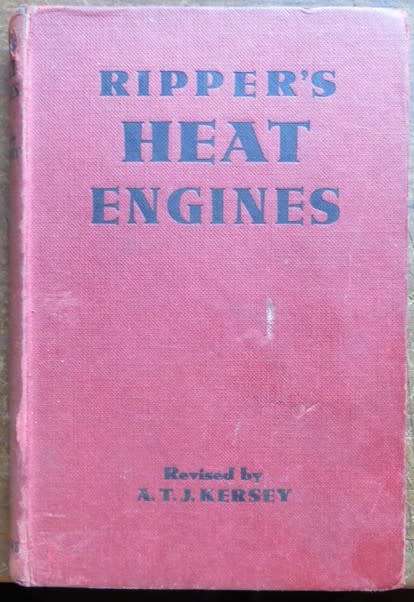 RIPPER'S
HEAT
ENGINES
Revised by
A.T.J. KERSEY